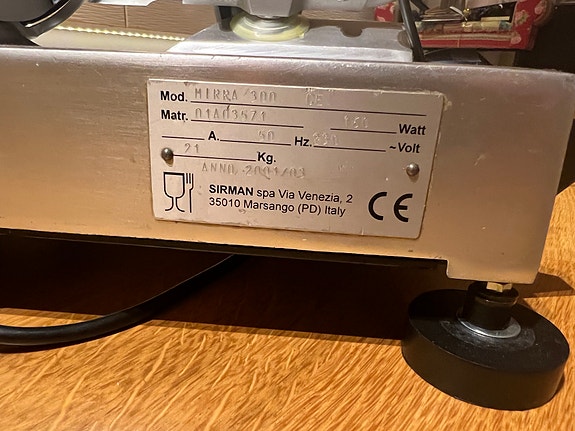 Mod. MIRRA/300 CE
Matr. 01A03571 Watt
A. 50 Hz. 230 ~Volt
21 Kg.
ANNO 2001/03
SIRMAN spa Via Venezia, 2
35010 Marsango (PD) Italy
CE